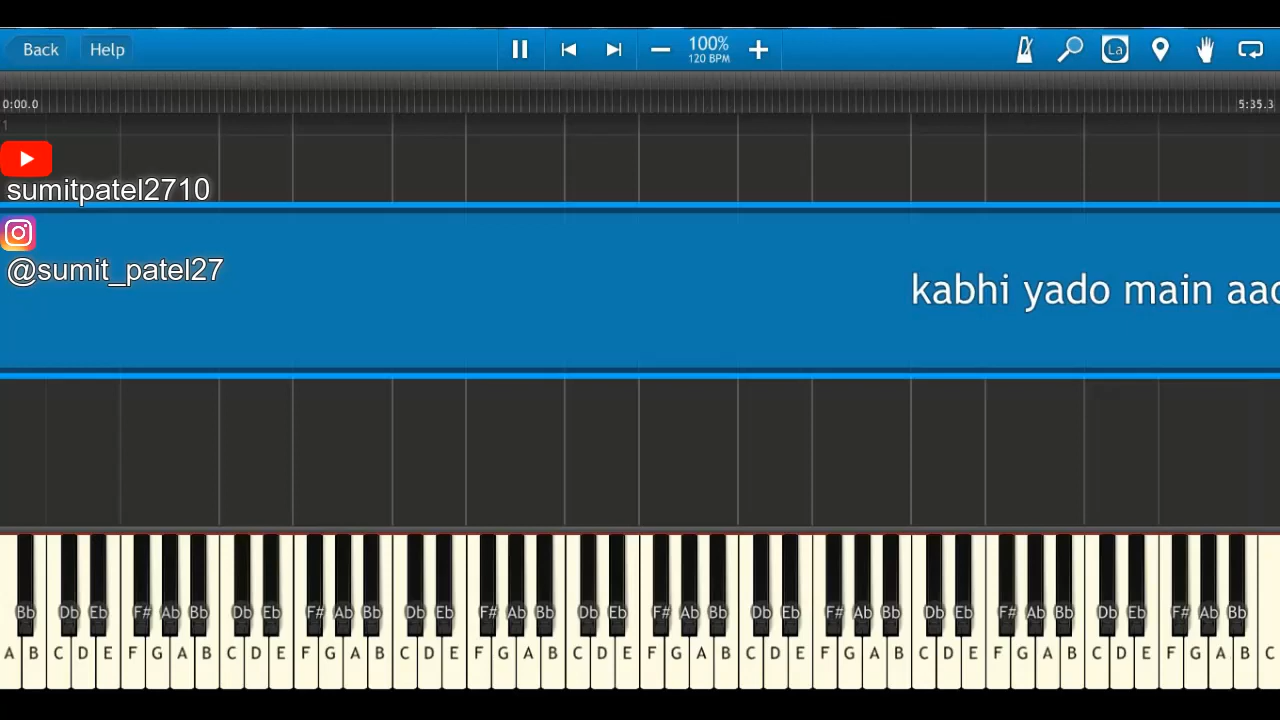 Back Help 100% La
120 BPM
0:00.0 5:35.3
1
sumitpatel2710
@sumit_patel27
kabhi yado main
Bb Db Eb F# Ab Bb Db Eb F# Ab Bb Db Eb F# Ab Bb Db Eb F# Ab Bb Db Eb F# Ab Bb Db Eb F# Ab Bb Db Eb F# Ab Bb
A B C D E F G A B C D E F G A B C D E F G A B C D E F G A B C D E F G A B C D E F G A B C D E F G A B C